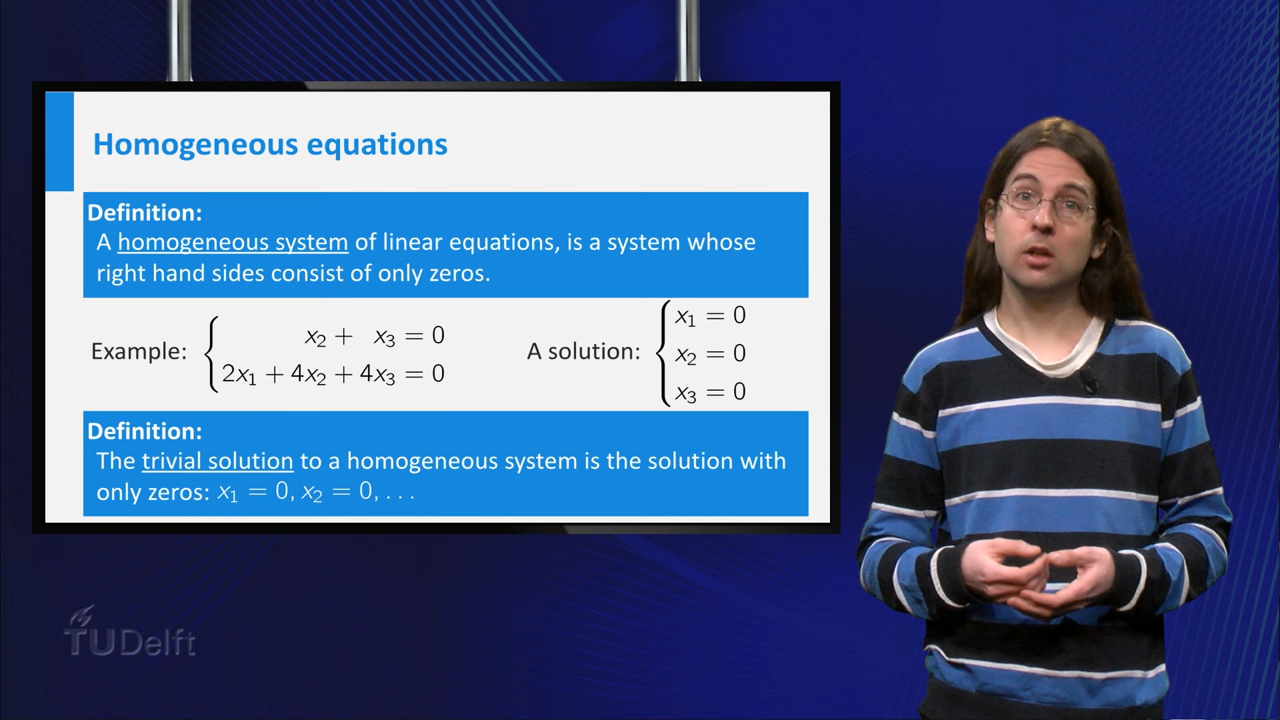 Homogeneous equations
Definition:
A homogeneous system of linear equations, is a system whose
right hand sides consist of only zeros.
Example: { x₂ + x₃ = 0
2x₁ + 4x₂ + 4x₃ = 0
A solution: { x₁ = 0
x₂ = 0
x₃ = 0
Definition:
The trivial solution to a homogeneous system is the solution with
only zeros: x₁ = 0, x₂ = 0, . . .
TUDelft